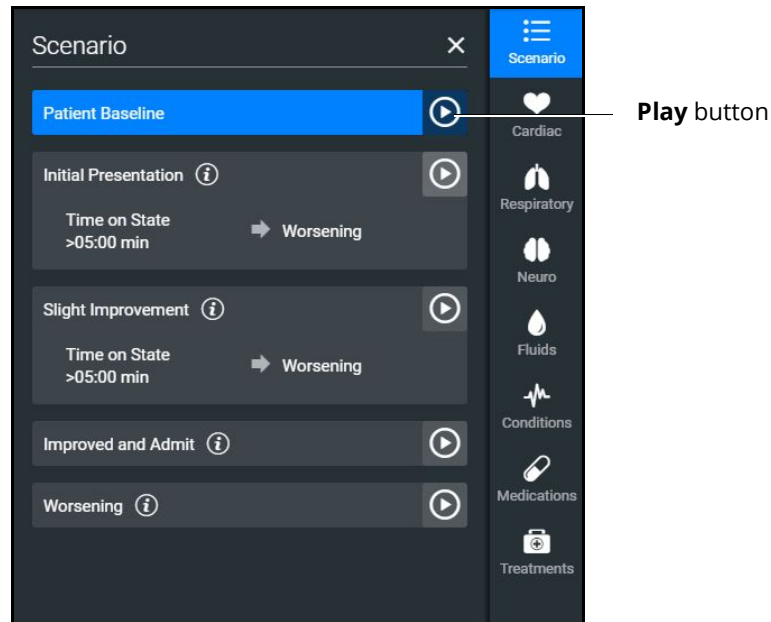 Scenario
Patient Baseline
Initial Presentation
Time on State
>05:00 min
Worsening
Slight Improvement
Time on State
>05:00 min
Worsening
Improved and Admit
Worsening
Scenario
Cardiac
Respiratory
Neuro
Fluids
Conditions
Medications
Treatments
Play button